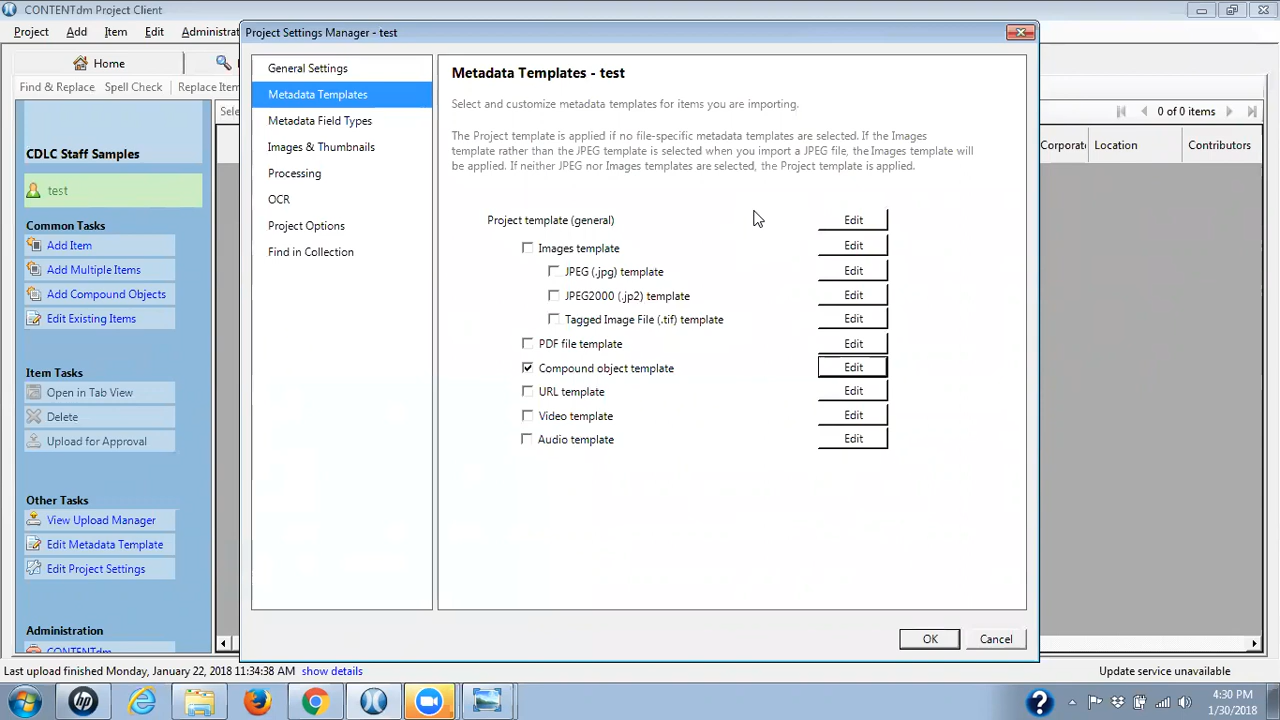 CONTENTdm Project Client
Project Add Item Edit Administra
Project Settings Manager - test
Home
Find & Replace Spell Check Replace Item
CDLC Staff Samples
test
Common Tasks
Add Item
Add Multiple Items
Add Compound Objects
Edit Existing Items
Item Tasks
Open in Tab View
Delete
Upload for Approval
Other Tasks
View Upload Manager
Edit Metadata Template
Edit Project Settings
Administration
General Settings
Metadata Templates
Metadata Field Types
Images & Thumbnails
Processing
OCR
Project Options
Find in Collection
Metadata Templates - test
Select and customize metadata templates for items you are importing.
The Project template is applied if no file-specific metadata templates are selected. If the Images
template rather than the JPEG template is selected when you import a JPEG file, the Images template will
be applied. If neither JPEG nor Images templates are selected, the Project template is applied.
Project template (general) Edit
Images template Edit
JPEG (.jpg) template Edit
JPEG2000 (.jp2) template Edit
Tagged Image File (.tif) template Edit
PDF file template Edit
Compound object template Edit
URL template Edit
Video template Edit
Audio template Edit
OK Cancel
0 of 0 items
Corporate Location Contributors
Last upload finished Monday, January 22, 2018 11:34:38 AM show details
Update service unavailable
4:30 PM
1/30/2018